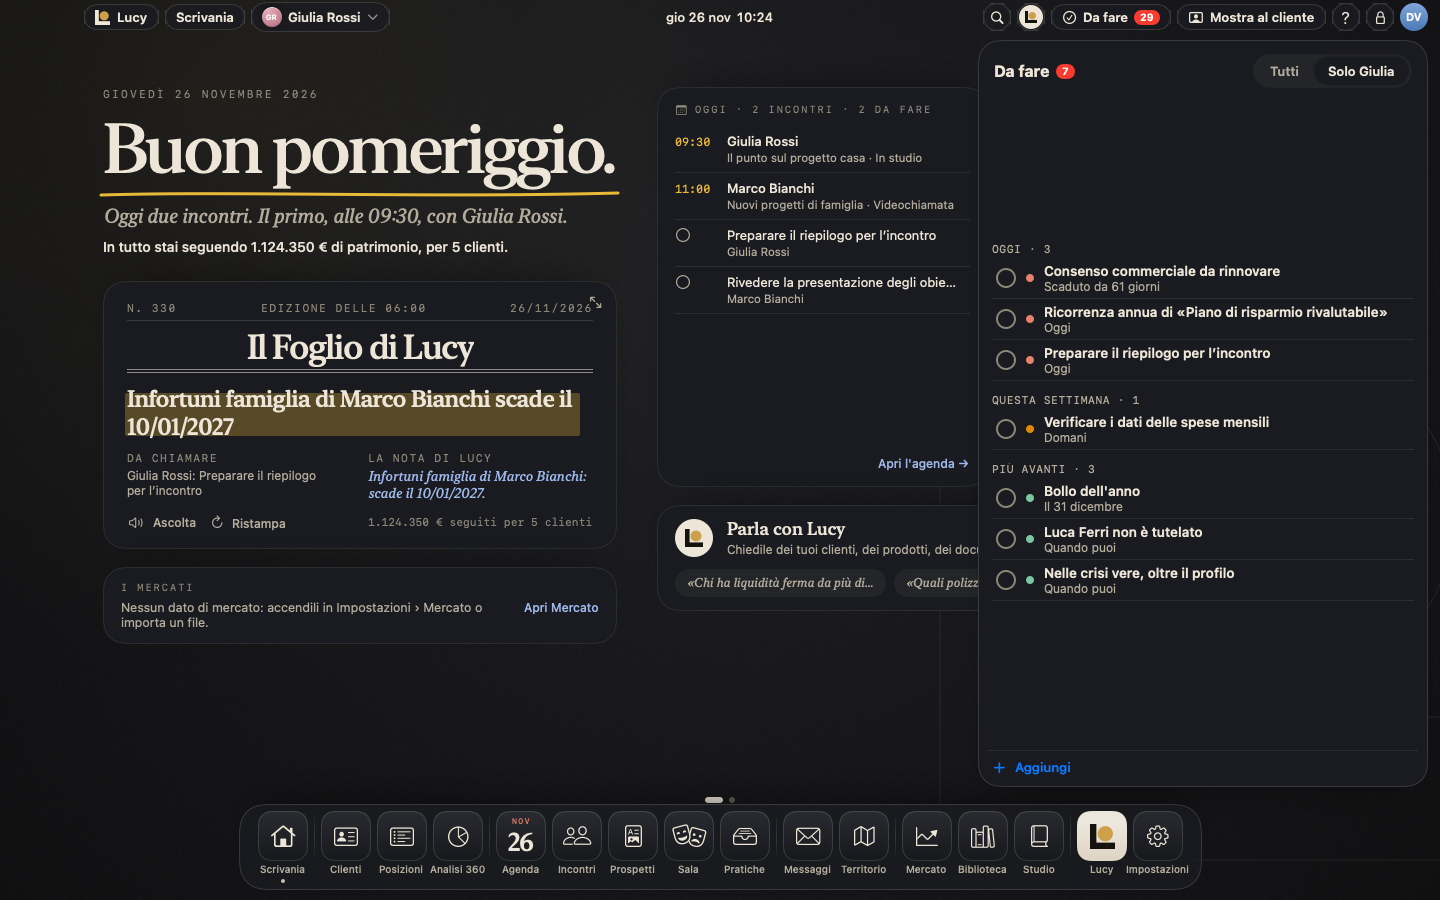 Lucy
Scrivania
GR Giulia Rossi
gio 26 nov 10:24
Da fare 29
Mostra al cliente
?
DV
GIOVEDÌ 26 NOVEMBRE 2026
Buon pomeriggio.
Oggi due incontri. Il primo, alle 09:30, con Giulia Rossi.
In tutto stai seguendo 1.124.350 € di patrimonio, per 5 clienti.
N. 330 EDIZIONE DELLE 06:00 26/11/2026
Il Foglio di Lucy
Infortuni famiglia di Marco Bianchi scade il
10/01/2027
DA CHIAMARE
Giulia Rossi: Preparare il riepilogo
per l'incontro
LA NOTA DI LUCY
Infortuni famiglia di Marco Bianchi:
scade il 10/01/2027.
Ascolta Ristampa
1.124.350 € seguiti per 5 clienti
I MERCATI
Nessun dato di mercato: accendili in Impostazioni › Mercato o
importa un file.
Apri Mercato
OGGI · 2 INCONTRI · 2 DA FARE
09:30 Giulia Rossi
Il punto sul progetto casa · In studio
11:00 Marco Bianchi
Nuovi progetti di famiglia · Videochiamata
Preparare il riepilogo per l'incontro
Giulia Rossi
Rivedere la presentazione degli obie...
Marco Bianchi
Apri l'agenda →
Parla con Lucy
Chiedile dei tuoi clienti, dei prodotti, dei docu
«Chi ha liquidità ferma da più di...
«Quali polizz
Da fare 7
Tutti Solo Giulia
OGGI · 3
Consenso commerciale da rinnovare
Scaduto da 61 giorni
Ricorrenza annua di «Piano di risparmio rivalutabile»
Oggi
Preparare il riepilogo per l'incontro
Oggi
QUESTA SETTIMANA · 1
Verificare i dati delle spese mensili
Domani
PIÙ AVANTI · 3
Bollo dell'anno
Il 31 dicembre
Luca Ferri non è tutelato
Quando puoi
Nelle crisi vere, oltre il profilo
Quando puoi
+ Aggiungi
NOV
26
Scrivania Clienti Posizioni Analisi 360 Agenda Incontri Prospetti Sala Pratiche Messaggi Territorio Mercato Biblioteca Studio Lucy Impostazioni